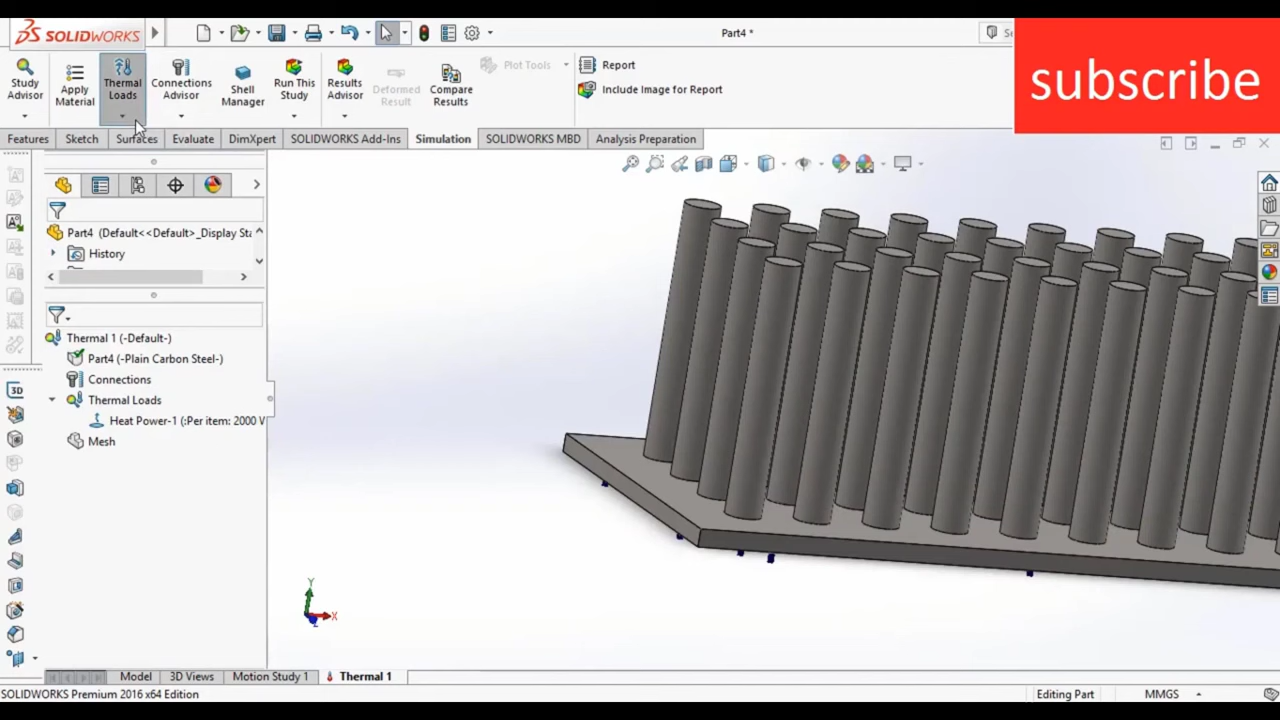 SOLIDWORKS
Part4 *
subscribe
Study Advisor
Apply Material
Thermal Loads
Connections Advisor
Shell Manager
Run This Study
Results Advisor
Deformed Result
Compare Results
Plot Tools
Report
Include Image for Report
Features
Sketch
Surfaces
Evaluate
DimXpert
SOLIDWORKS Add-Ins
Simulation
SOLIDWORKS MBD
Analysis Preparation
Part4 (Default<<Default>_Display Sta
History
Thermal 1 (-Default-)
Part4 (-Plain Carbon Steel-)
Connections
Thermal Loads
Heat Power-1 (:Per item: 2000 W
Mesh
3D
Y
X
Z
Model
3D Views
Motion Study 1
Thermal 1
SOLIDWORKS Premium 2016 x64 Edition
Editing Part
MMGS